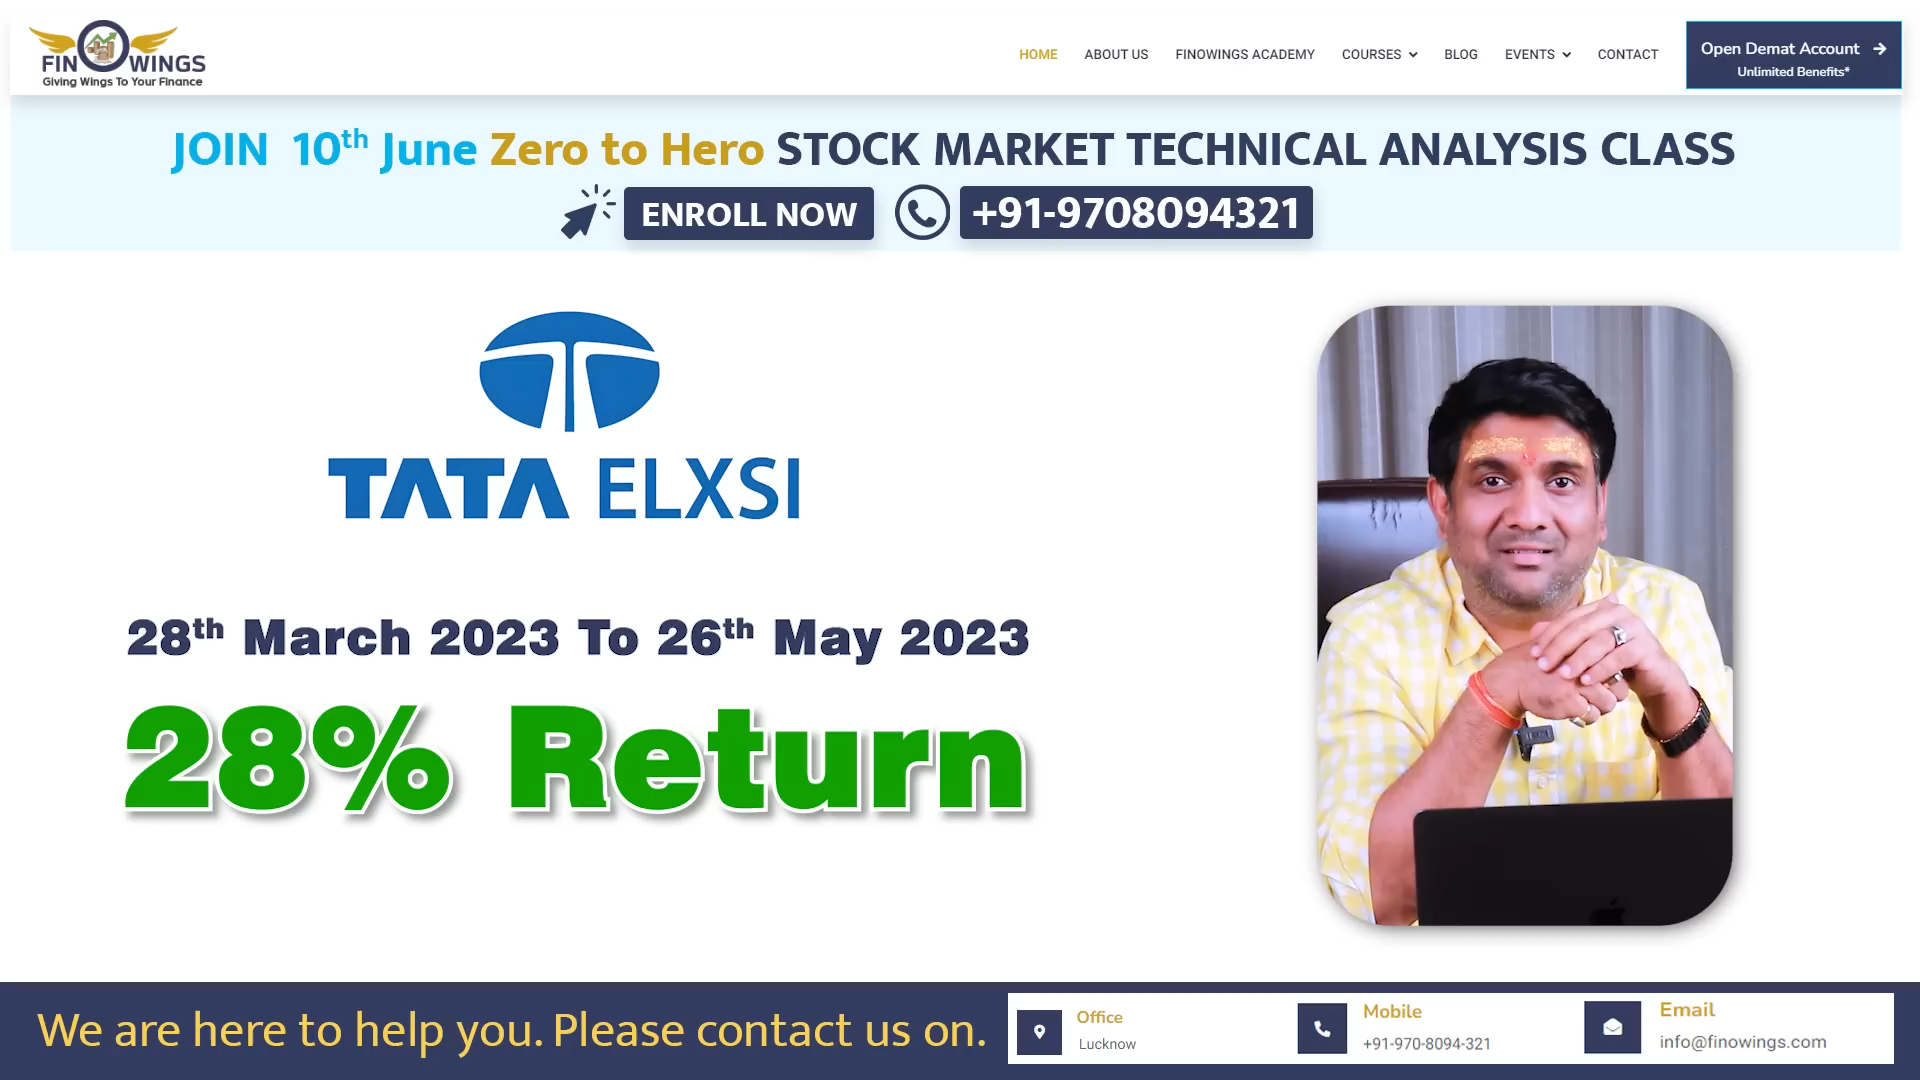 FINOWINGS
Giving Wings To Your Finance
HOME ABOUT US FINOWINGS ACADEMY COURSES BLOG EVENTS CONTACT
Open Demat Account
Unlimited Benefits*
JOIN 10th June Zero to Hero STOCK MARKET TECHNICAL ANALYSIS CLASS
ENROLL NOW +91-9708094321
TATA ELXSI
28th March 2023 To 26th May 2023
28% Return
We are here to help you. Please contact us on.
Office
Lucknow
Mobile
+91-970-8094-321
Email
info@finowings.com